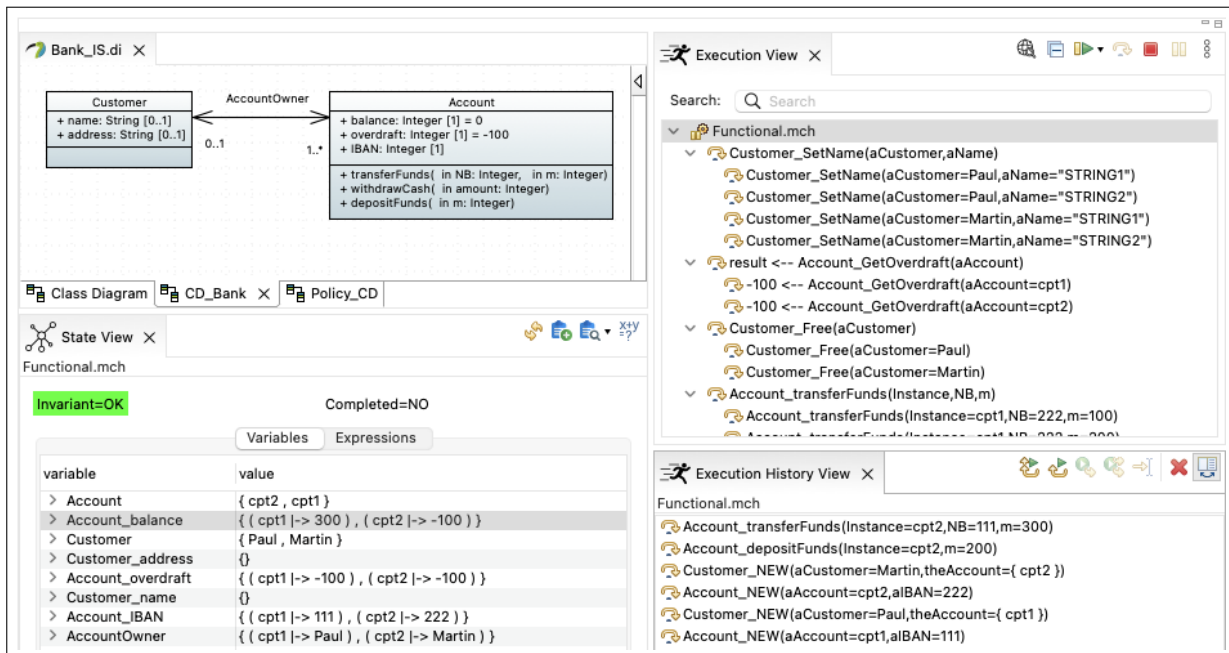 Bank_IS.di
Customer
+ name: String [0..1]
+ address: String [0..1]
AccountOwner
0..1
1..*
Account
+ balance: Integer [1] = 0
+ overdraft: Integer [1] = -100
+ IBAN: Integer [1]
+ transferFunds( in NB: Integer, in m: Integer)
+ withdrawCash( in amount: Integer)
+ depositFunds( in m: Integer)
Class Diagram CD_Bank Policy_CD
State View
x+y
=?
Functional.mch
Invariant=OK Completed=NO
Variables Expressions
variable value
Account { cpt2 , cpt1 }
Account_balance { ( cpt1 |-> 300 ) , ( cpt2 |-> -100 ) }
Customer { Paul , Martin }
Customer_address {}
Account_overdraft { ( cpt1 |-> -100 ) , ( cpt2 |-> -100 ) }
Customer_name {}
Account_IBAN { ( cpt1 |-> 111 ) , ( cpt2 |-> 222 ) }
AccountOwner { ( cpt1 |-> Paul ) , ( cpt2 |-> Martin ) }
Execution View
Search: Search
Functional.mch
Customer_SetName(aCustomer,aName)
Customer_SetName(aCustomer=Paul,aName="STRING1")
Customer_SetName(aCustomer=Paul,aName="STRING2")
Customer_SetName(aCustomer=Martin,aName="STRING1")
Customer_SetName(aCustomer=Martin,aName="STRING2")
result <-- Account_GetOverdraft(aAccount)
-100 <-- Account_GetOverdraft(aAccount=cpt1)
-100 <-- Account_GetOverdraft(aAccount=cpt2)
Customer_Free(aCustomer)
Customer_Free(aCustomer=Paul)
Customer_Free(aCustomer=Martin)
Account_transferFunds(Instance,NB,m)
Account_transferFunds(Instance=cpt1,NB=222,m=100)
Account_transferFunds(Instance=cpt1,NB=222,m=200)
Execution History View
Functional.mch
Account_transferFunds(Instance=cpt2,NB=111,m=300)
Account_depositFunds(Instance=cpt2,m=200)
Customer_NEW(aCustomer=Martin,theAccount={ cpt2 })
Account_NEW(aAccount=cpt2,aIBAN=222)
Customer_NEW(aCustomer=Paul,theAccount={ cpt1 })
Account_NEW(aAccount=cpt1,aIBAN=111)